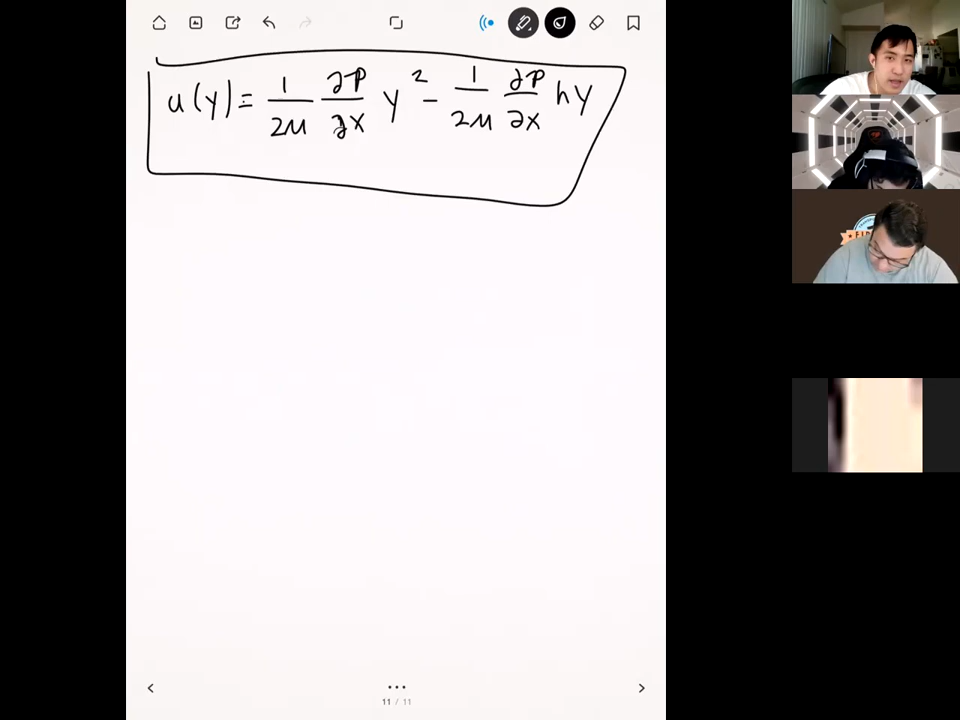 u(y) = 1/2μ ∂P/∂x y² - 1/2μ ∂P/∂x hy
11 / 11